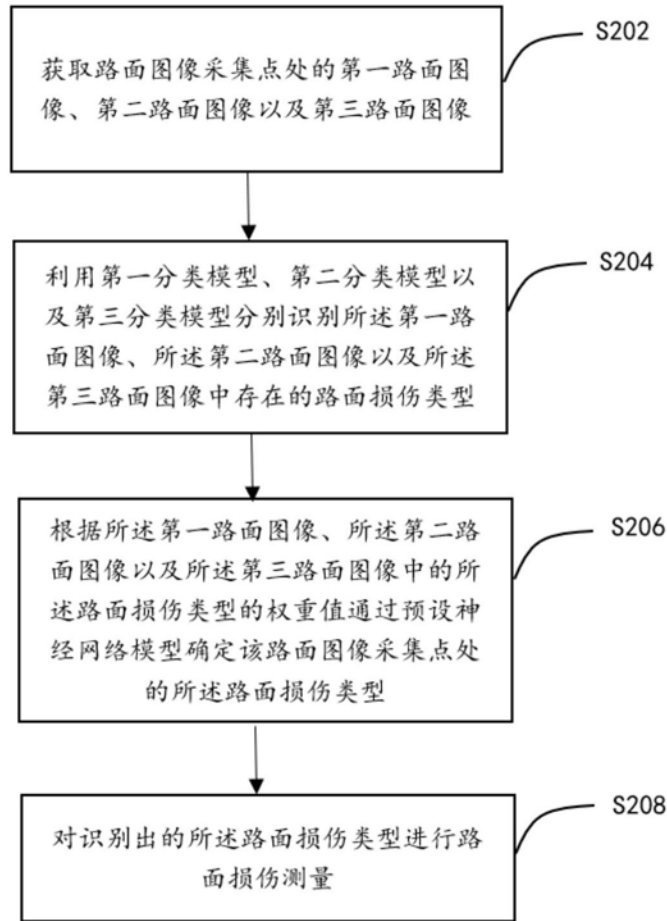 S202
获取路面图像采集点处的第一路面图
像、第二路面图像以及第三路面图像
S204
利用第一分类模型、第二分类模型以
及第三分类模型分别识别所述第一路
面图像、所述第二路面图像以及所述
第三路面图像中存在的路面损伤类型
S206
根据所述第一路面图像、所述第二路
面图像以及所述第三路面图像中的所
述路面损伤类型的权重值通过预设神
经网络模型确定该路面图像采集点处
的所述路面损伤类型
S208
对识别出的所述路面损伤类型进行路
面损伤测量